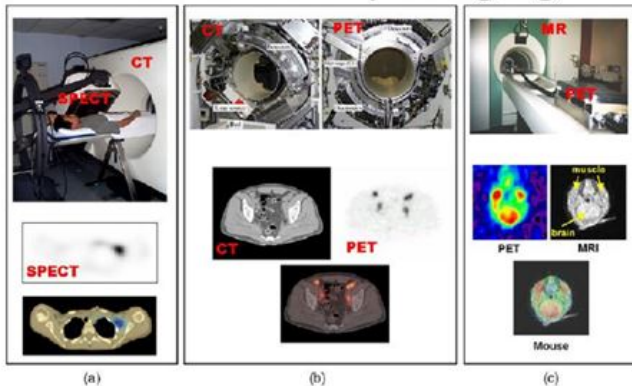 CT
SPECT
SPECT
(a)
CT
PET
CT
PET
(b)
MR
PET
muscle
brain
PET
MRI
Mouse
(c)